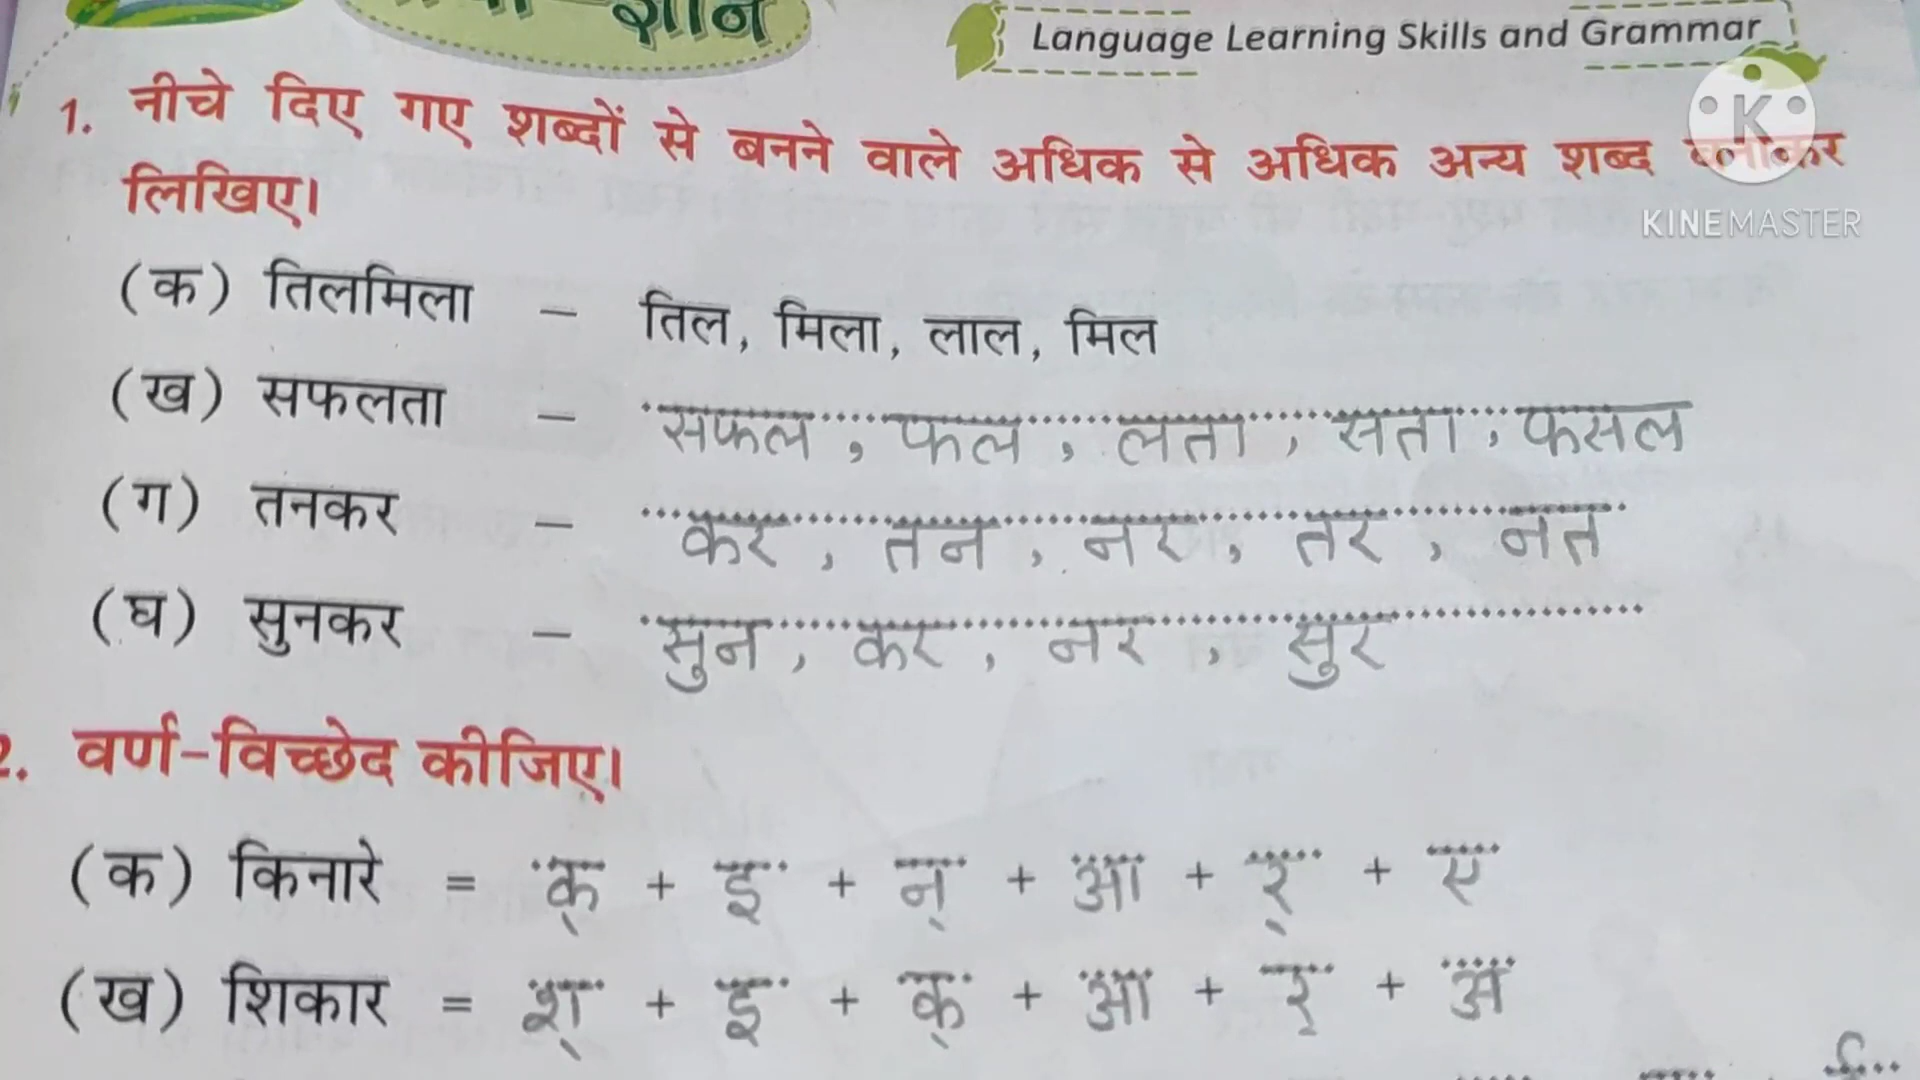 ज्ञान
Language Learning Skills and Grammar
K
KINEMASTER
1. नीचे दिए गए शब्दों से बनने वाले अधिक से अधिक अन्य शब्द
लिखिए।
(क) तिलमिला – तिल, मिला, लाल, मिल
(ख) सफलता – सफल, फल, लता, सता, फसल
(ग) तनकर – कर, तन, नर, तर, नत
(घ) सुनकर – सुन, कर, नर, सुर
2. वर्ण-विच्छेद कीजिए।
(क) किनारे = क् + इ + न् + आ + र् + ए
(ख) शिकार = श् + इ + क् + आ + र् + अ